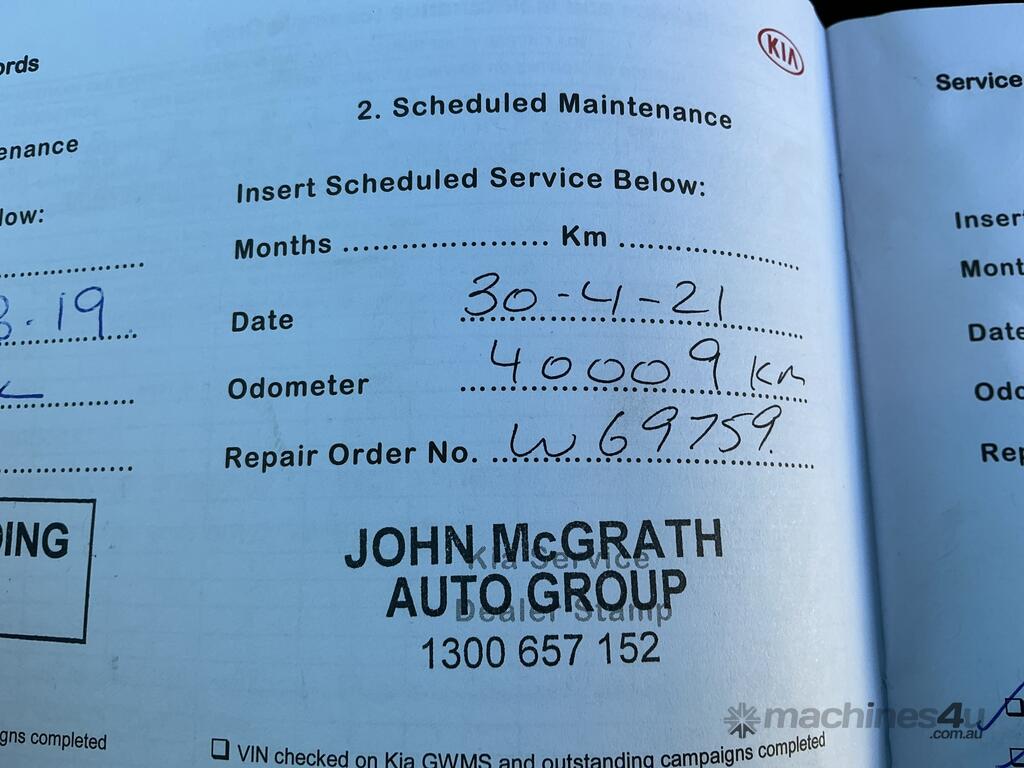 ords
enance
low:
3.19
ING
gns completed
KIA
2. Scheduled Maintenance
Insert Scheduled Service Below:
Months ..................... Km ......................
Date 30-4-21
Odometer 40009 Km
Repair Order No. W69759.
Kia Service
Dealer Stamp
JOHN McGRATH
AUTO GROUP
1300 657 152
VIN checked on Kia GWMS and outstanding campaigns completed
Service
Inser
Mont
Date
Odo
Rep
machines4u
.com.au